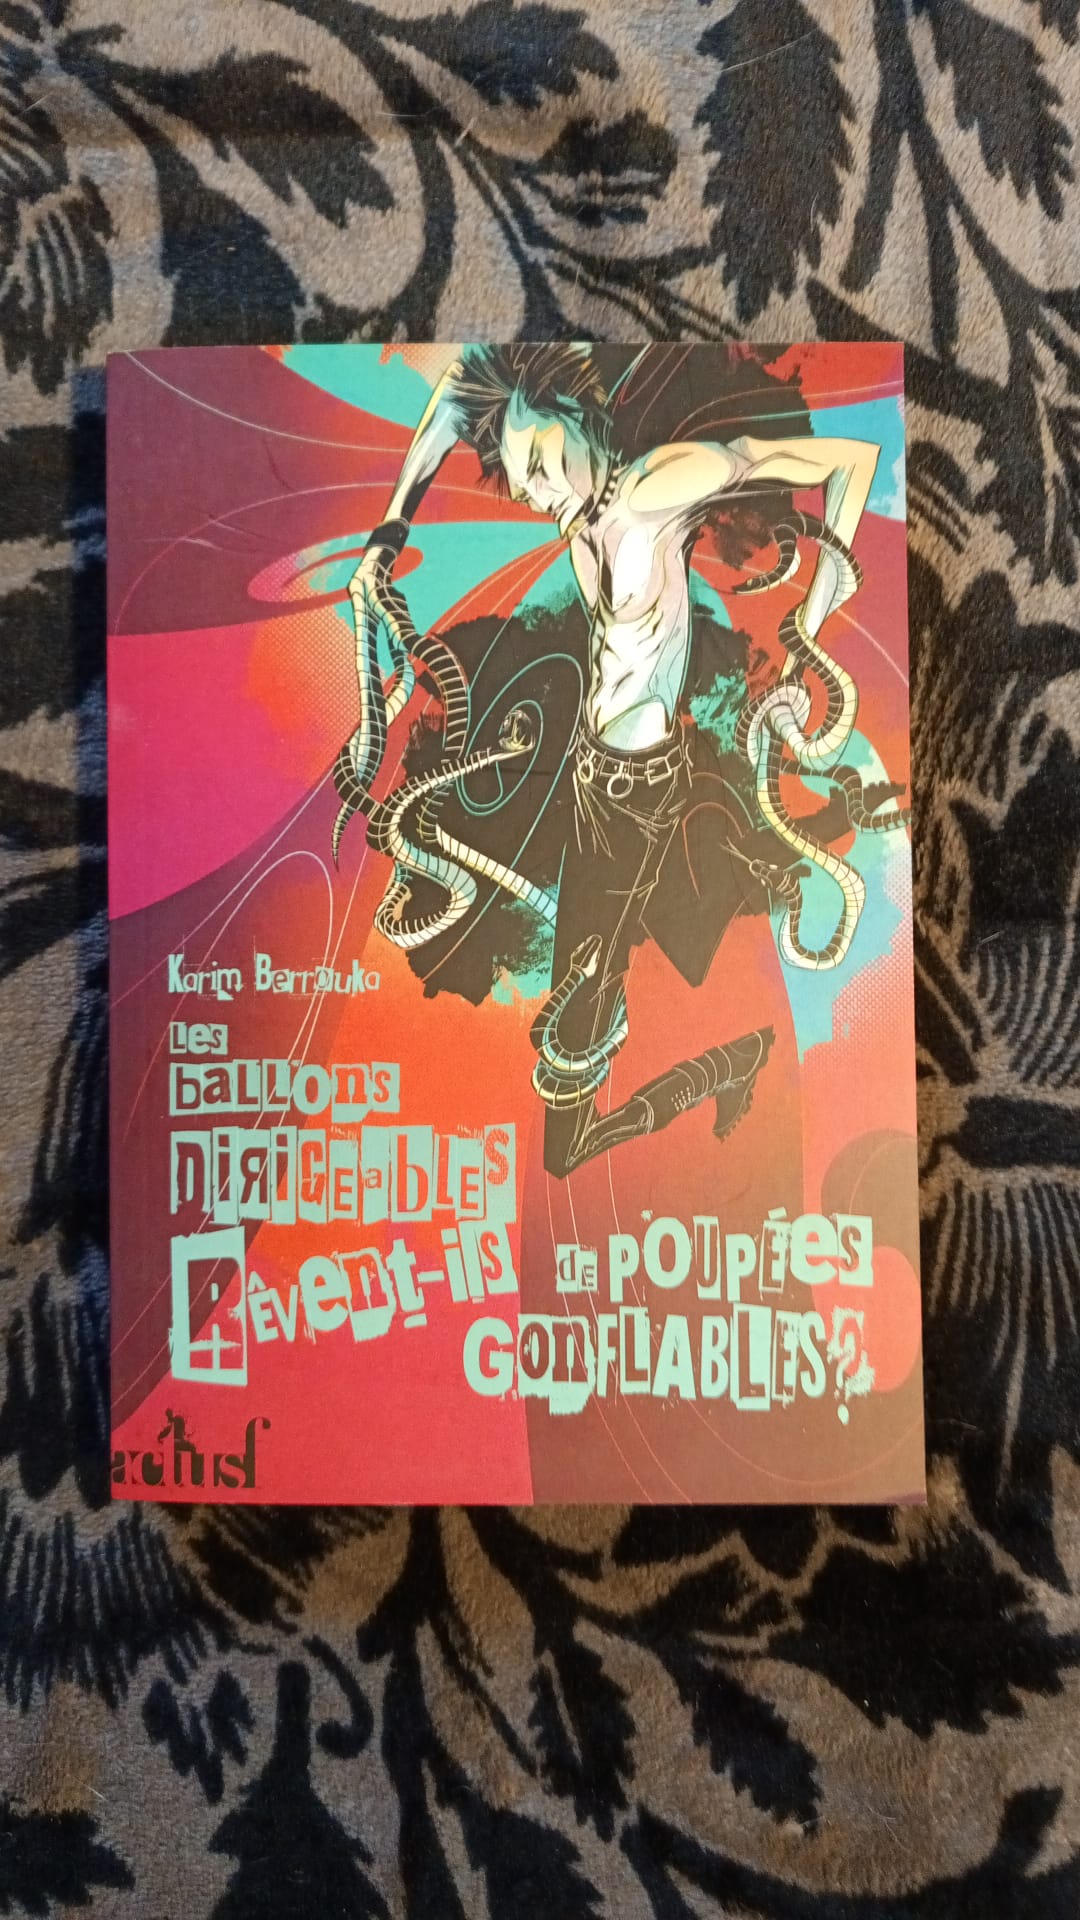 Karim Berrouka
Les
ballons
DIRIGEabLES
Rêvent-ils
de POUPÉES
GONFLABLES?
actusf